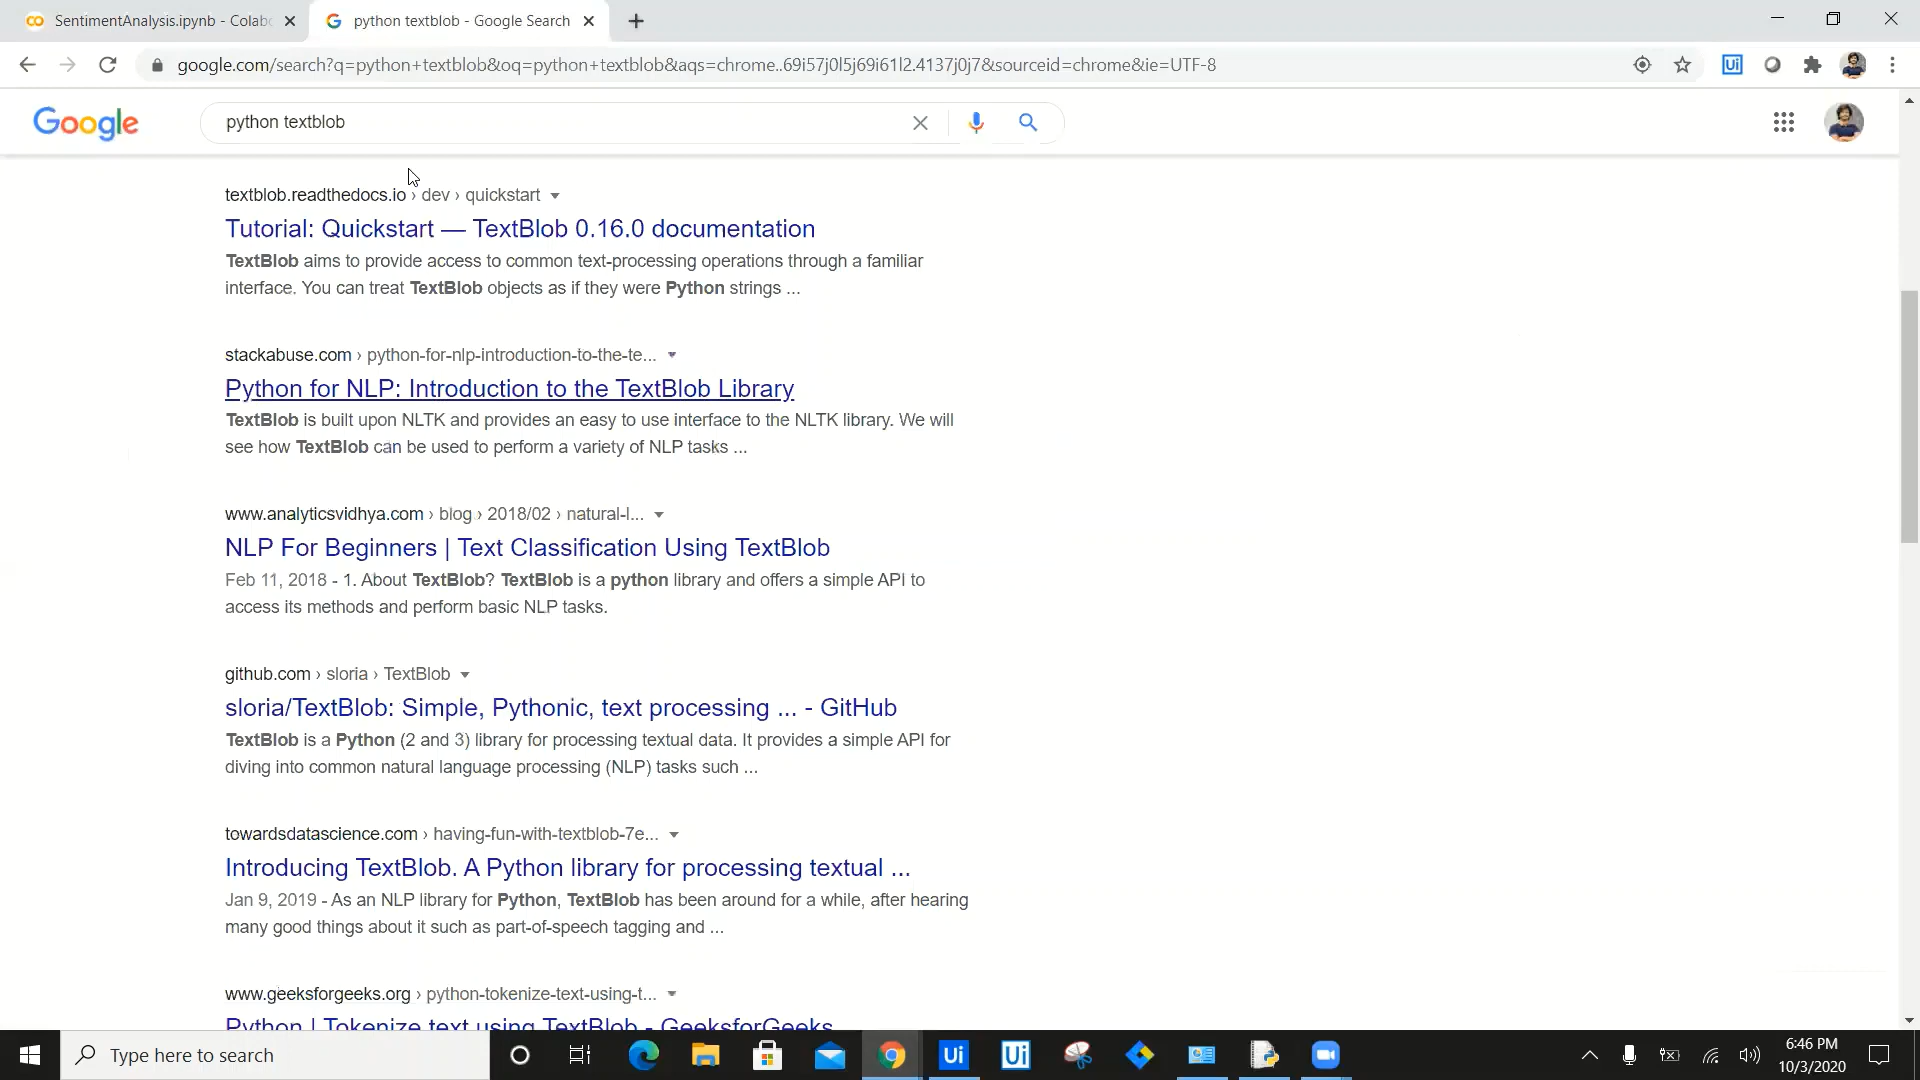 SentimentAnalysis.ipynb - Colabo
python textblob - Google Search
google.com/search?q=python+textblob&oq=python+textblob&aqs=chrome..69i57j0l5j69i61l2.4137j0j7&sourceid=chrome&ie=UTF-8
Ui
Google
python textblob
textblob.readthedocs.io › dev › quickstart
Tutorial: Quickstart — TextBlob 0.16.0 documentation
TextBlob aims to provide access to common text-processing operations through a familiar
interface. You can treat TextBlob objects as if they were Python strings ...
stackabuse.com › python-for-nlp-introduction-to-the-te...
Python for NLP: Introduction to the TextBlob Library
TextBlob is built upon NLTK and provides an easy to use interface to the NLTK library. We will
see how TextBlob can be used to perform a variety of NLP tasks ...
www.analyticsvidhya.com › blog › 2018/02 › natural-l...
NLP For Beginners | Text Classification Using TextBlob
Feb 11, 2018 - 1. About TextBlob? TextBlob is a python library and offers a simple API to
access its methods and perform basic NLP tasks.
github.com › sloria › TextBlob
sloria/TextBlob: Simple, Pythonic, text processing ... - GitHub
TextBlob is a Python (2 and 3) library for processing textual data. It provides a simple API for
diving into common natural language processing (NLP) tasks such ...
towardsdatascience.com › having-fun-with-textblob-7e...
Introducing TextBlob. A Python library for processing textual ...
Jan 9, 2019 - As an NLP library for Python, TextBlob has been around for a while, after hearing
many good things about it such as part-of-speech tagging and ...
www.geeksforgeeks.org › python-tokenize-text-using-t...
Python | Tokenize text using TextBlob - GeeksforGeeks
Type here to search
Ui
Ui
6:46 PM
10/3/2020